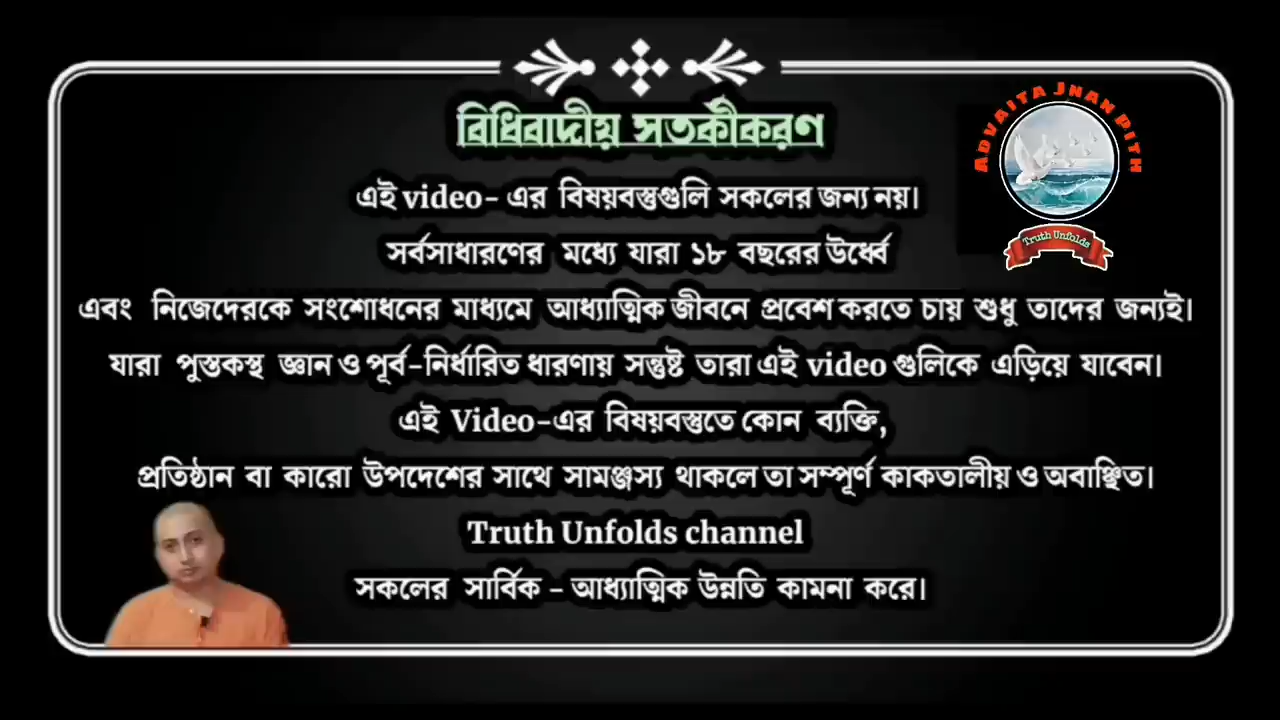 বিধিবাদীয় সতর্কীকরণ
ADVAITA JNAN PITH
Truth Unfolds
এই video- এর বিষয়বস্তুগুলি সকলের জন্য নয়।
সর্বসাধারণের মধ্যে যারা ১৮ বছরের উর্ধ্বে
এবং নিজেদেরকে সংশোধনের মাধ্যমে আধ্যাত্মিক জীবনে প্রবেশ করতে চায় শুধু তাদের জন্যই।
যারা পুস্তকস্থ জ্ঞান ও পূর্ব-নির্ধারিত ধারণায় সন্তুষ্ট তারা এই video গুলিকে এড়িয়ে যাবেন।
এই Video-এর বিষয়বস্তুতে কোন ব্যক্তি,
প্রতিষ্ঠান বা কারো উপদেশের সাথে সামঞ্জস্য থাকলে তা সম্পূর্ণ কাকতালীয় ও অবাঞ্ছিত।
Truth Unfolds channel
সকলের সার্বিক - আধ্যাত্মিক উন্নতি কামনা করে।